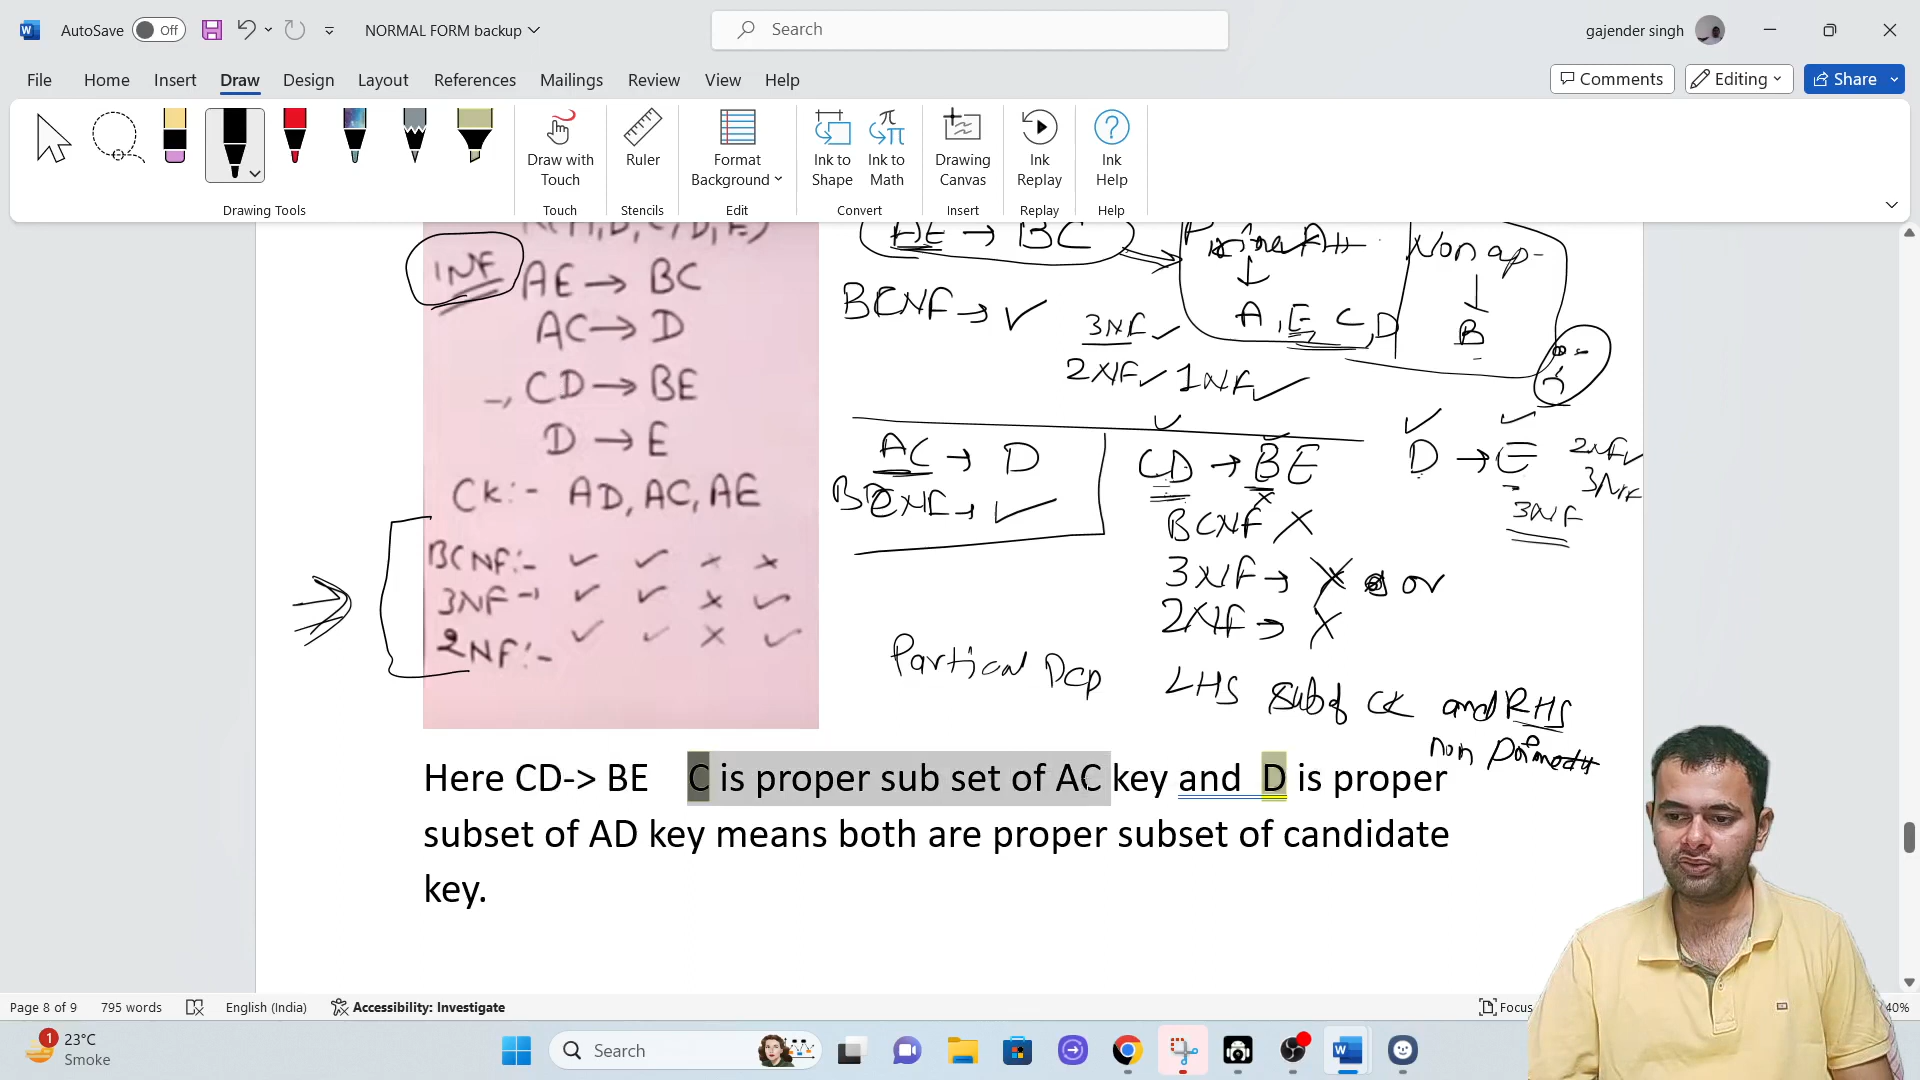 AutoSave Off NORMAL FORM backup Search gajender singh
File Home Insert Draw Design Layout References Mailings Review View Help Comments Editing Share
Draw with Touch
Ruler
Format Background
Ink to Shape
Ink to Math
Drawing Canvas
Ink Replay
Ink Help
Drawing Tools Touch Stencils Edit Convert Insert Replay Help
1NF AE → BC
AC → D
CD → BE
D → E
CK:- AD, AC, AE
BCNF:- ✓ ✓ × ×
3NF → ✓ ✓ × ✓
2NF:- ✓ ✓ × ✓
AE → BC
BCNF → ✓
3NF ✓
2NF ✓ 1NF ✓
Non
A, E, C, D
B
AC → D
✓
CD → BE
BCNF ×
3NF → × or
2NF → ×
D → E
2NF ✓
3NF
3NF
Partical Dep
LHS sub of CK and RHS
non
Here CD-> BE C is proper sub set of AC key and D is proper
subset of AD key means both are proper subset of candidate
key.
Page 8 of 9 795 words English (India) Accessibility: Investigate Focus 40%
1 23°C
Smoke
Search